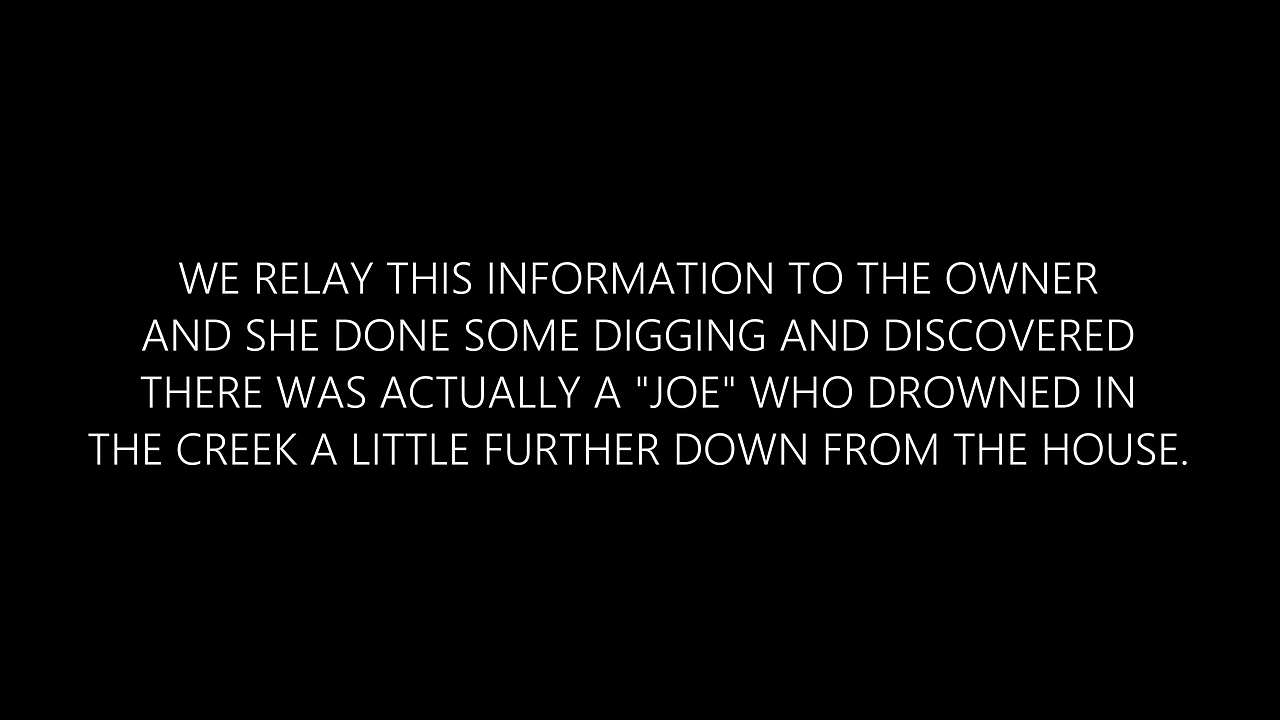 WE RELAY THIS INFORMATION TO THE OWNER
AND SHE DONE SOME DIGGING AND DISCOVERED
THERE WAS ACTUALLY A "JOE" WHO DROWNED IN
THE CREEK A LITTLE FURTHER DOWN FROM THE HOUSE.